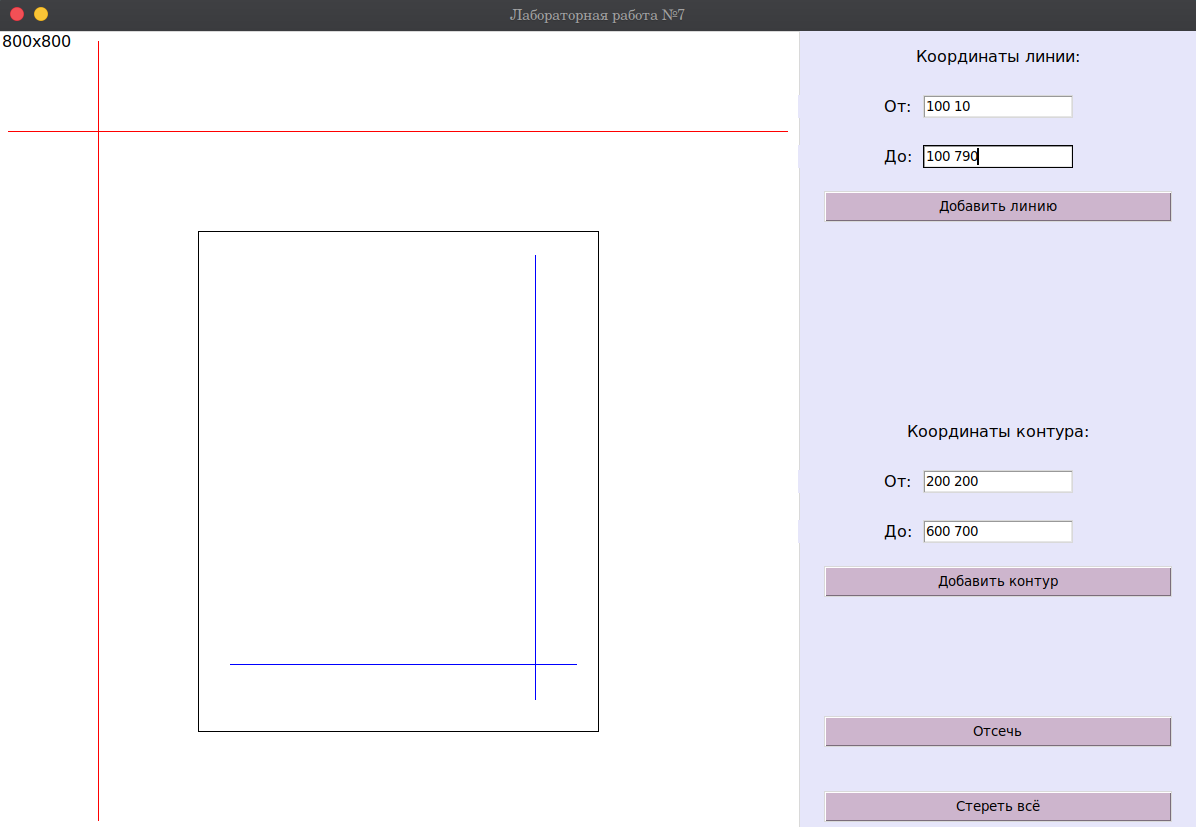 Лабораторная работа №7
800x800
Координаты линии:
От: 100 10
До: 100 790
Добавить линию
Координаты контура:
От: 200 200
До: 600 700
Добавить контур
Отсечь
Стереть всё